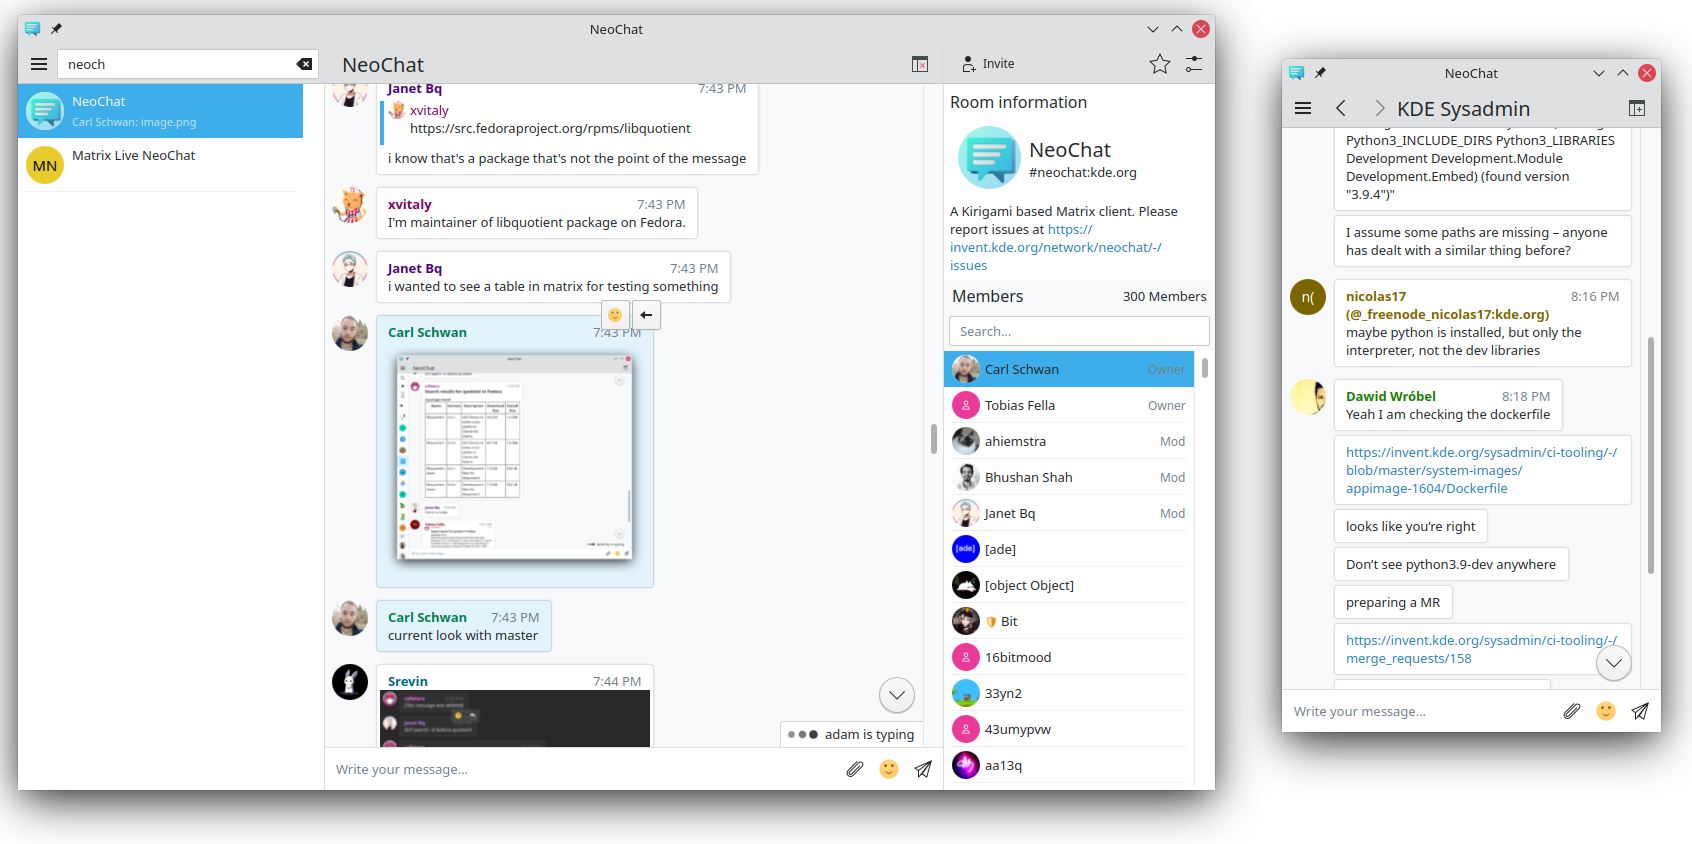 NeoChat
neoch
NeoChat
Carl Schwan: image.png
MN
Matrix Live NeoChat
NeoChat
Janet Bq
7:43 PM
xvitaly
https://src.fedoraproject.org/rpms/libquotient
i know that's a package that's not the point of the message
xvitaly
7:43 PM
I'm maintainer of libquotient package on Fedora.
Janet Bq
7:43 PM
i wanted to see a table in matrix for testing something
Carl Schwan
7:43 PM
NeoChat
Search results for quotient in Fedora
Carl Schwan
7:43 PM
current look with master
Srevin
7:44 PM
Janet Bq
adam is typing
Write your message...
Invite
Room information
NeoChat
#neochat:kde.org
A Kirigami based Matrix client. Please
report issues at https://
invent.kde.org/network/neochat/-/
issues
Members
300 Members
Search...
Carl Schwan
Owner
Tobias Fella
Owner
ahiemstra
Mod
Bhushan Shah
Mod
Janet Bq
Mod
[ade]
[ade]
[object Object]
Bit
16bitmood
33yn2
43umypvw
aa13q
NeoChat
KDE Sysadmin
Python3_INCLUDE_DIRS Python3_LIBRARIES
Development Development.Module
Development.Embed) (found version
"3.9.4")"
I assume some paths are missing – anyone
has dealt with a similar thing before?
n(
nicolas17
8:16 PM
(@_freenode_nicolas17:kde.org)
maybe python is installed, but only the
interpreter, not the dev libraries
Dawid Wróbel
8:18 PM
Yeah I am checking the dockerfile
https://invent.kde.org/sysadmin/ci-tooling/-/
blob/master/system-images/
appimage-1604/Dockerfile
looks like you’re right
Don’t see python3.9-dev anywhere
preparing a MR
https://invent.kde.org/sysadmin/ci-tooling/-/
merge_requests/158
Write your message...